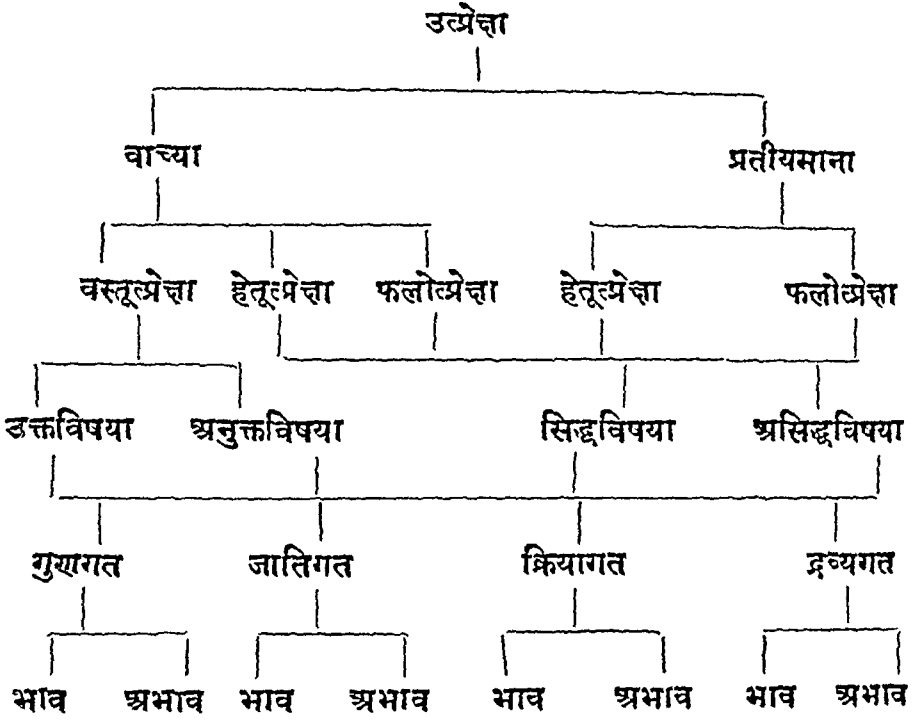 उत्प्रेक्षा
वाच्या प्रतीयमाना
वस्तूत्प्रेक्षा हेतूत्प्रेक्षा फलोत्प्रेक्षा हेतूत्प्रेक्षा फलोत्प्रेक्षा
उक्तविषया अनुक्तविषया सिद्धविषया असिद्धविषया
गुणगत जातिगत क्रियागत द्रव्यगत
भाव अभाव भाव अभाव भाव अभाव भाव अभाव